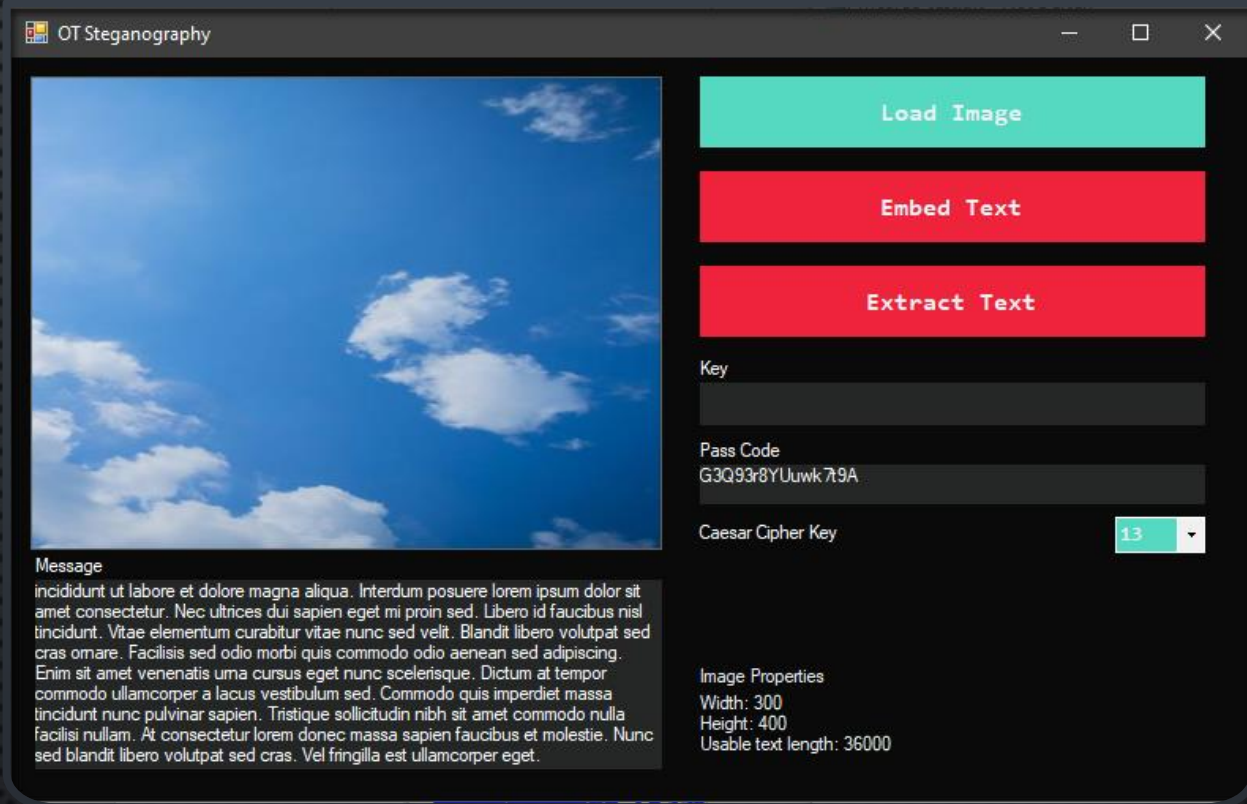 OT Steganography
Load Image
Embed Text
Extract Text
Key
Pass Code
G3Q93r8YUuwk7t9A
Caesar Cipher Key
13
Message
incididunt ut labore et dolore magna aliqua. Interdum posuere lorem ipsum dolor sit
amet consectetur. Nec ultrices dui sapien eget mi proin sed. Libero id faucibus nisl
tincidunt. Vitae elementum curabitur vitae nunc sed velit. Blandit libero volutpat sed
cras ornare. Facilisis sed odio morbi quis commodo odio aenean sed adipiscing.
Enim sit amet venenatis urna cursus eget nunc scelerisque. Dictum at tempor
commodo ullamcorper a lacus vestibulum sed. Commodo quis imperdiet massa
tincidunt nunc pulvinar sapien. Tristique sollicitudin nibh sit amet commodo nulla
facilisi nullam. At consectetur lorem donec massa sapien faucibus et molestie. Nunc
sed blandit libero volutpat sed cras. Vel fringilla est ullamcorper eget.
Image Properties
Width: 300
Height: 400
Usable text length: 36000